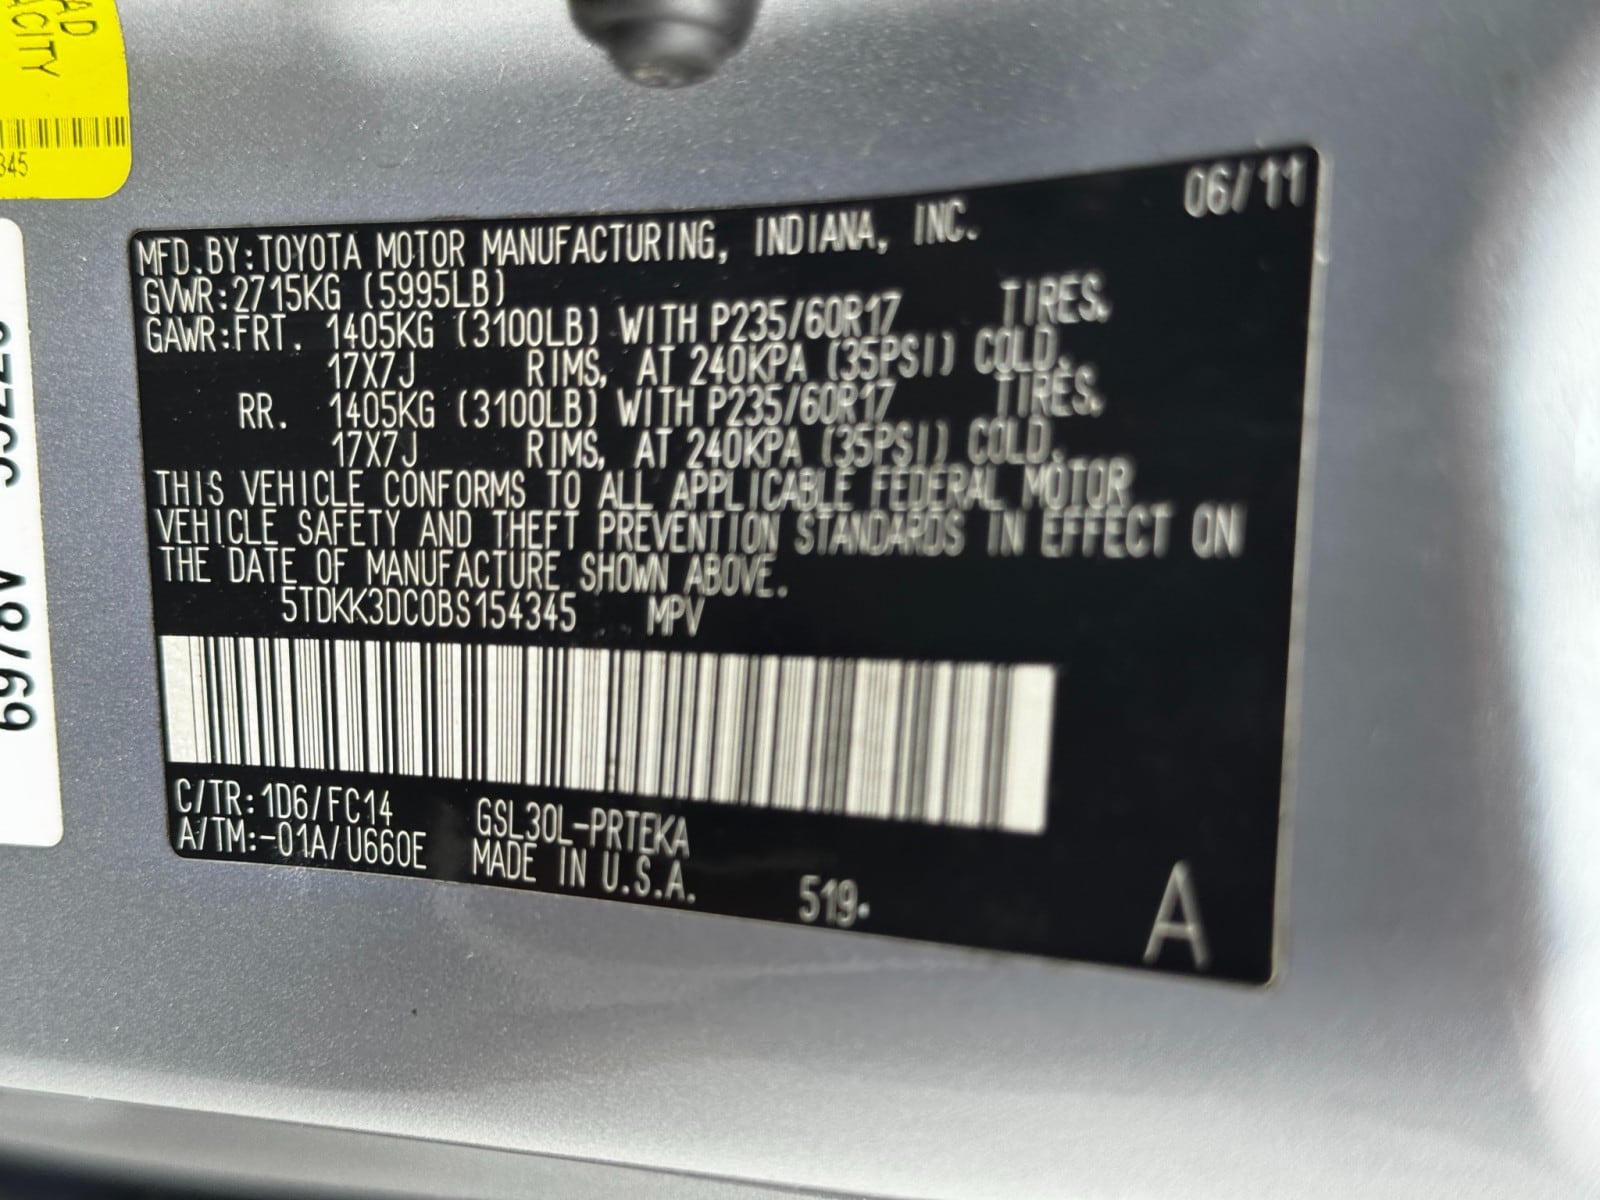 AD
ACITY
345
06/11
MFD.BY:TOYOTA MOTOR MANUFACTURING, INDIANA, INC.
GVWR:2715KG (5995LB)
GAWR:FRT. 1405KG (3100LB) WITH P235/60R17 TIRES,
17X7J RIMS, AT 240KPA (35PSI) COLD.
RR. 1405KG (3100LB) WITH P235/60R17 TIRES,
17X7J RIMS, AT 240KPA (35PSI) COLD.
THIS VEHICLE CONFORMS TO ALL APPLICABLE FEDERAL MOTOR
VEHICLE SAFETY AND THEFT PREVENTION STANDARDS IN EFFECT ON
THE DATE OF MANUFACTURE SHOWN ABOVE.
5TDKK3DC0BS154345 MPV
C/TR:1D6/FC14 GSL30L-PRTEKA
A/TM:-01A/U660E MADE IN U.S.A.
519.
A